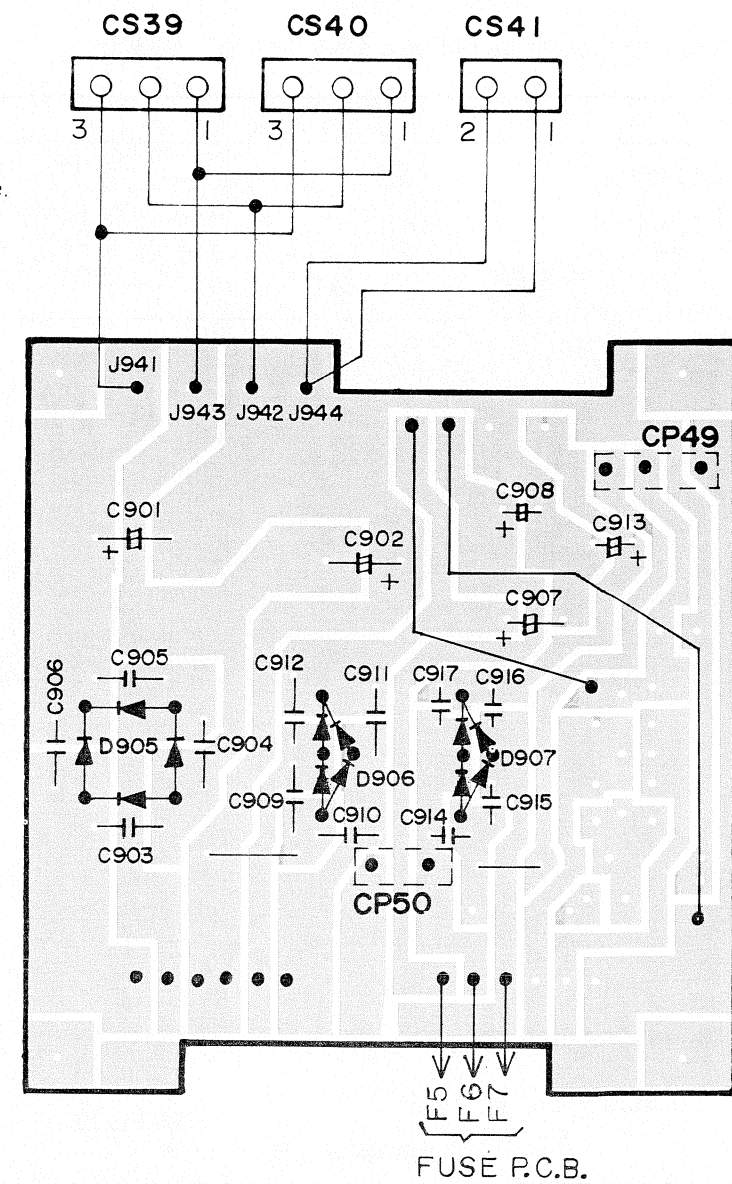 CS39 CS40 CS41
3 1 3 1 2 1
e.
J941
J943 J942 J944
CP49
C908
C901
+
C902
+
+
C913
+
C907
+
C905
C906
C912
C911
C917
C916
D905
C904
D907
D906
C909
C910
C914
C915
C903
CP50
F5 F6 F7
FUSE P.C.B.